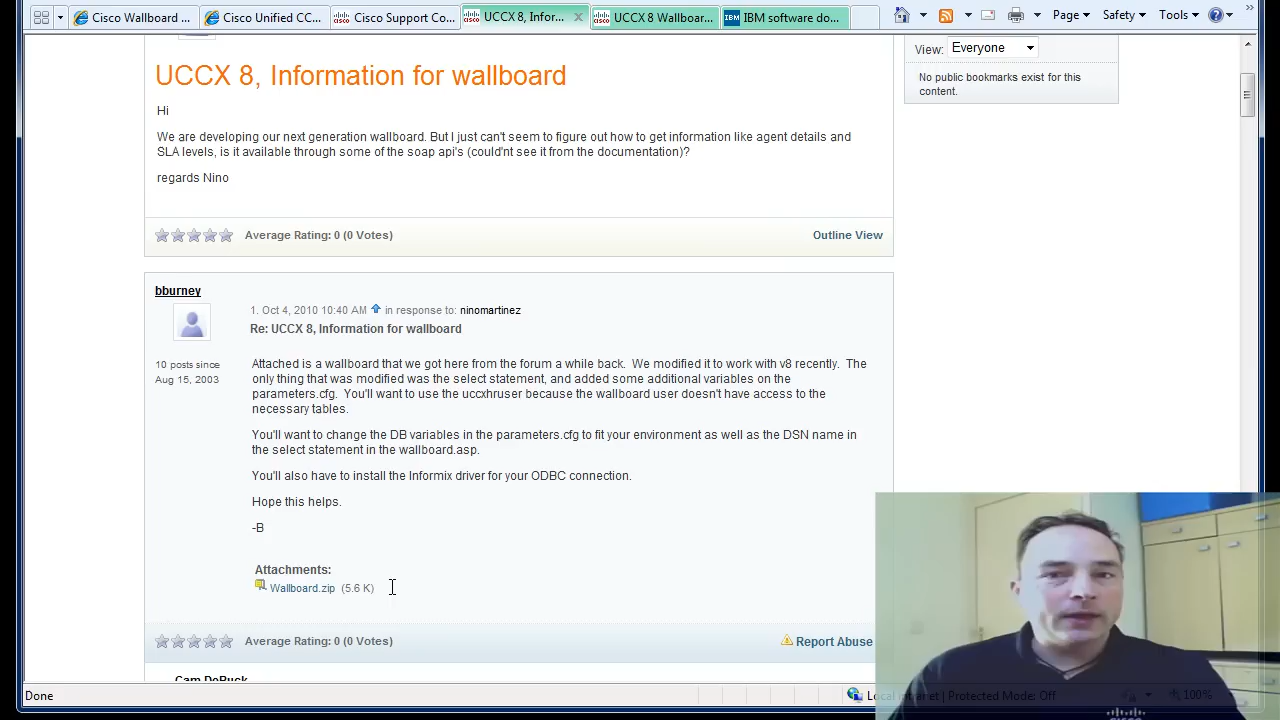 Cisco Wallboard ...
Cisco Unified CC...
Cisco Support Co...
UCCX 8, Infor...
UCCX 8 Wallboar...
IBM software do...
Page
Safety
Tools
View: Everyone
No public bookmarks exist for this
content.
UCCX 8, Information for wallboard
Hi
We are developing our next generation wallboard. But I just can't seem to figure out how to get information like agent details and
SLA levels, is it available through some of the soap api's (could'nt see it from the documentation)?
regards Nino
Average Rating: 0 (0 Votes)
Outline View
bburney
1. Oct 4, 2010 10:40 AM in response to: ninomartinez
Re: UCCX 8, Information for wallboard
10 posts since
Aug 15, 2003
Attached is a wallboard that we got here from the forum a while back. We modified it to work with v8 recently. The
only thing that was modified was the select statement, and added some additional variables on the
parameters.cfg. You'll want to use the uccxhruser because the wallboard user doesn't have access to the
necessary tables.
You'll want to change the DB variables in the parameters.cfg to fit your environment as well as the DSN name in
the select statement in the wallboard.asp.
You'll also have to install the Informix driver for your ODBC connection.
Hope this helps.
-B
Attachments:
Wallboard.zip (5.6 K)
Average Rating: 0 (0 Votes)
Report Abuse
Cam DeBuck
Done
Local intranet | Protected Mode: Off
100%
CISCO